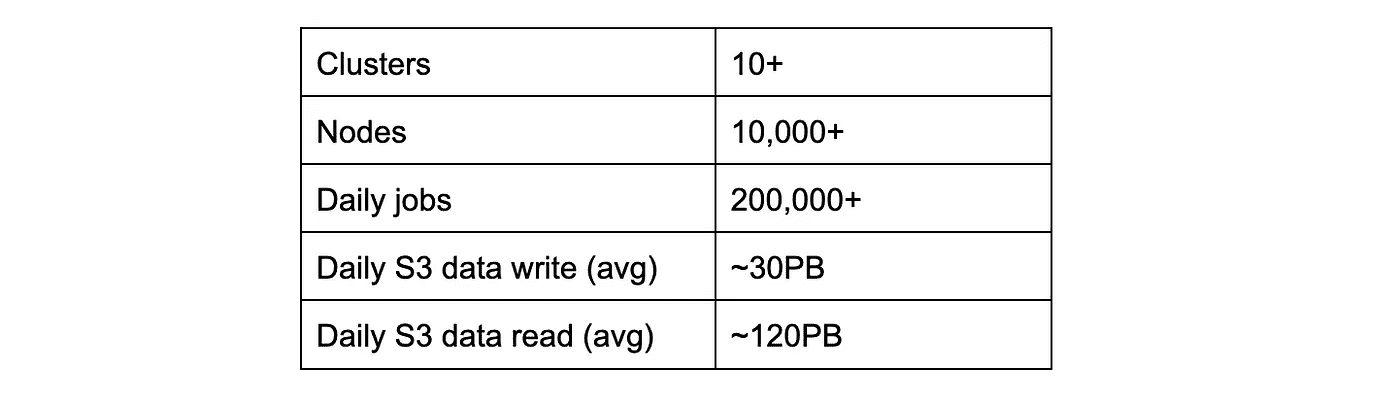 Clusters 10+
Nodes 10,000+
Daily jobs 200,000+
Daily S3 data write (avg) ~30PB
Daily S3 data read (avg) ~120PB